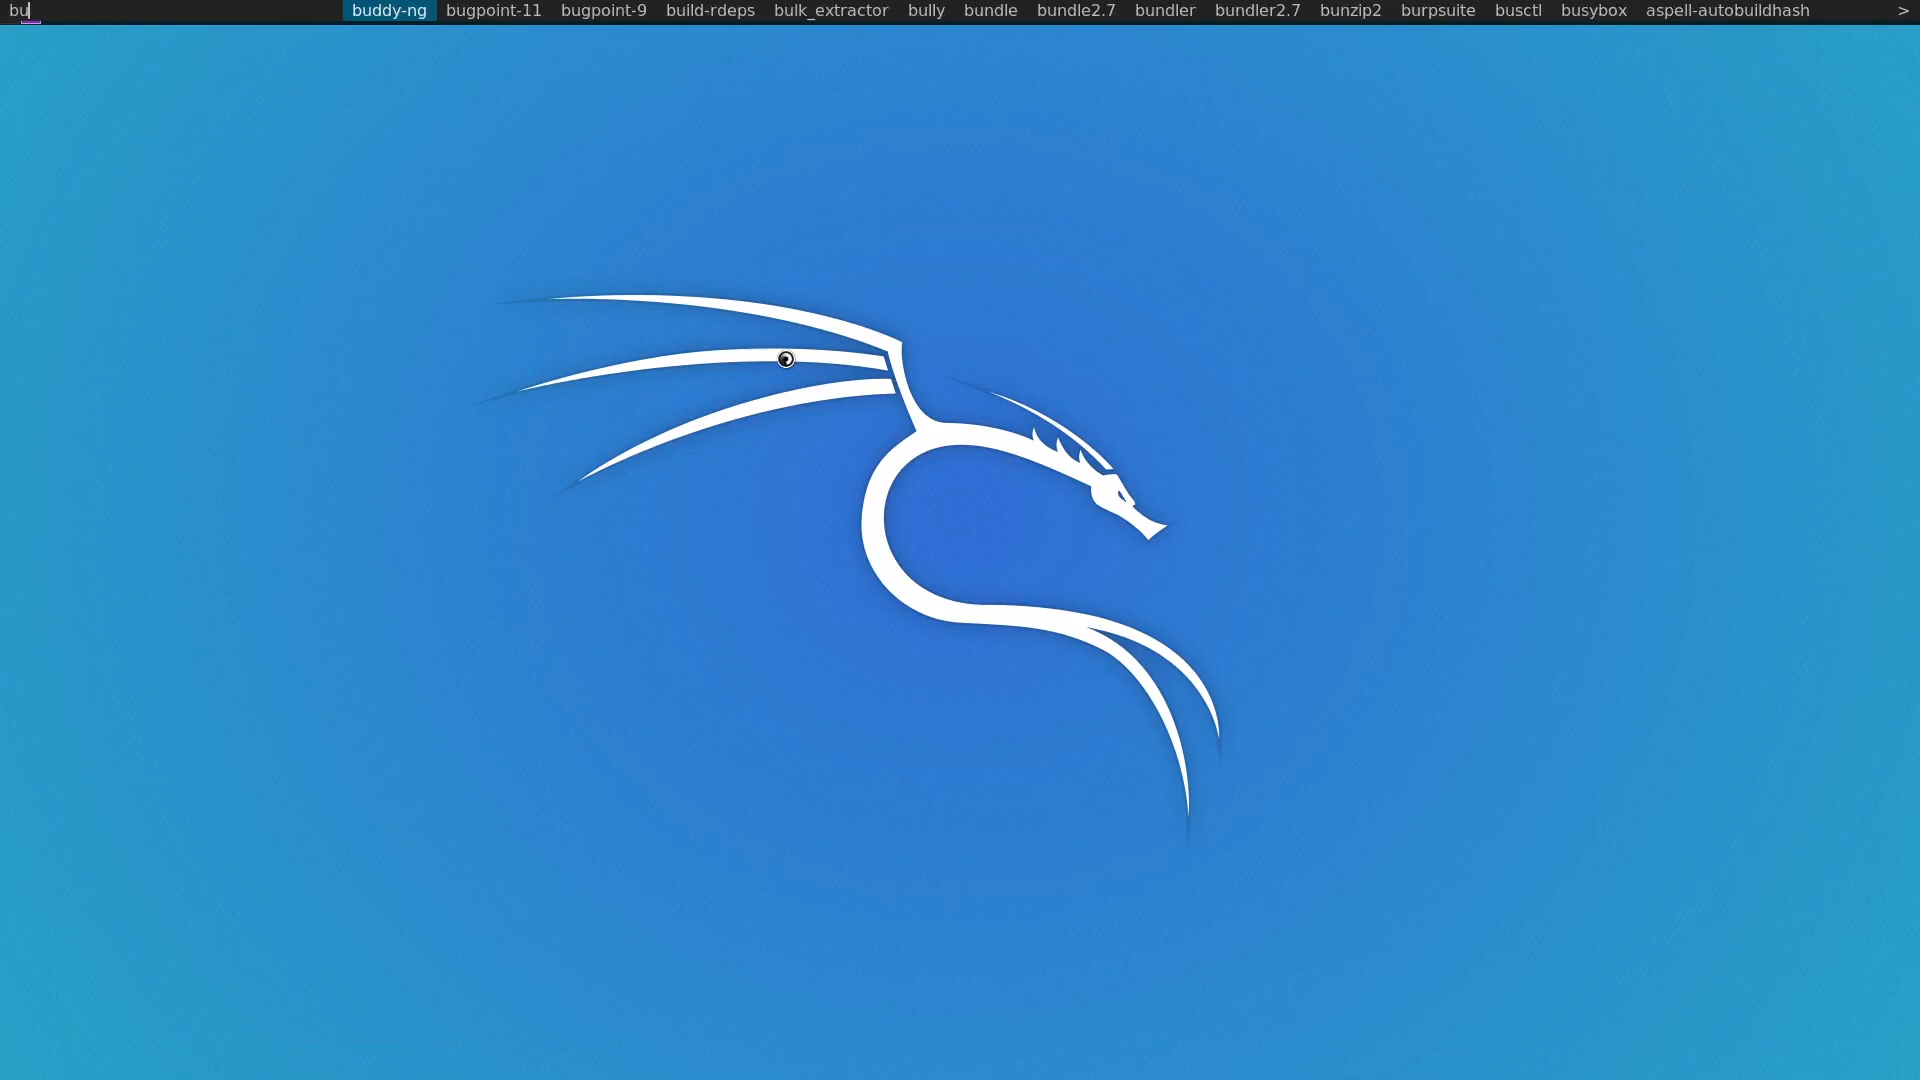 bu buddy-ng bugpoint-11 bugpoint-9 build-rdeps bulk_extractor bully bundle bundle2.7 bundler bundler2.7 bunzip2 burpsuite busctl busybox aspell-autobuildhash >